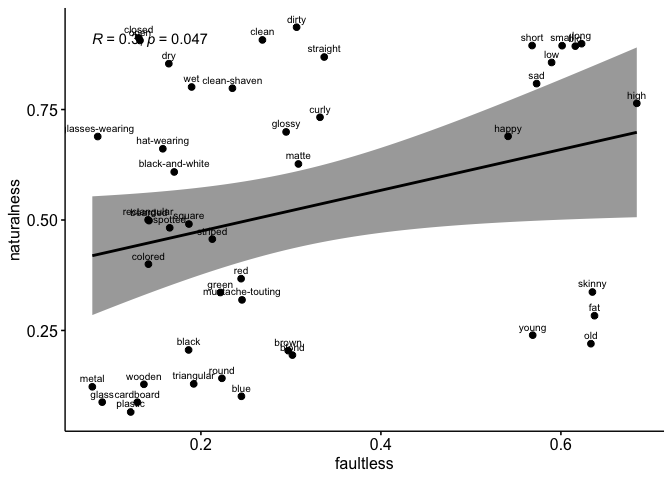 closed
dirty
clean
short
long
R = 0.3
p = 0.047
straight
low
dry
sad
wet
clean-shaven
high
0.75
curly
glossy
happy
lasses-wearing
hat-wearing
matte
black-and-white
naturalness
0.50
rectangular
spotted
square
striped
colored
red
green
mustache-touting
skinny
fat
0.25
young
old
black
brown
metal
wooden
triangular
round
blue
glass
cardboard
plastic
0.2
0.4
0.6
faultless